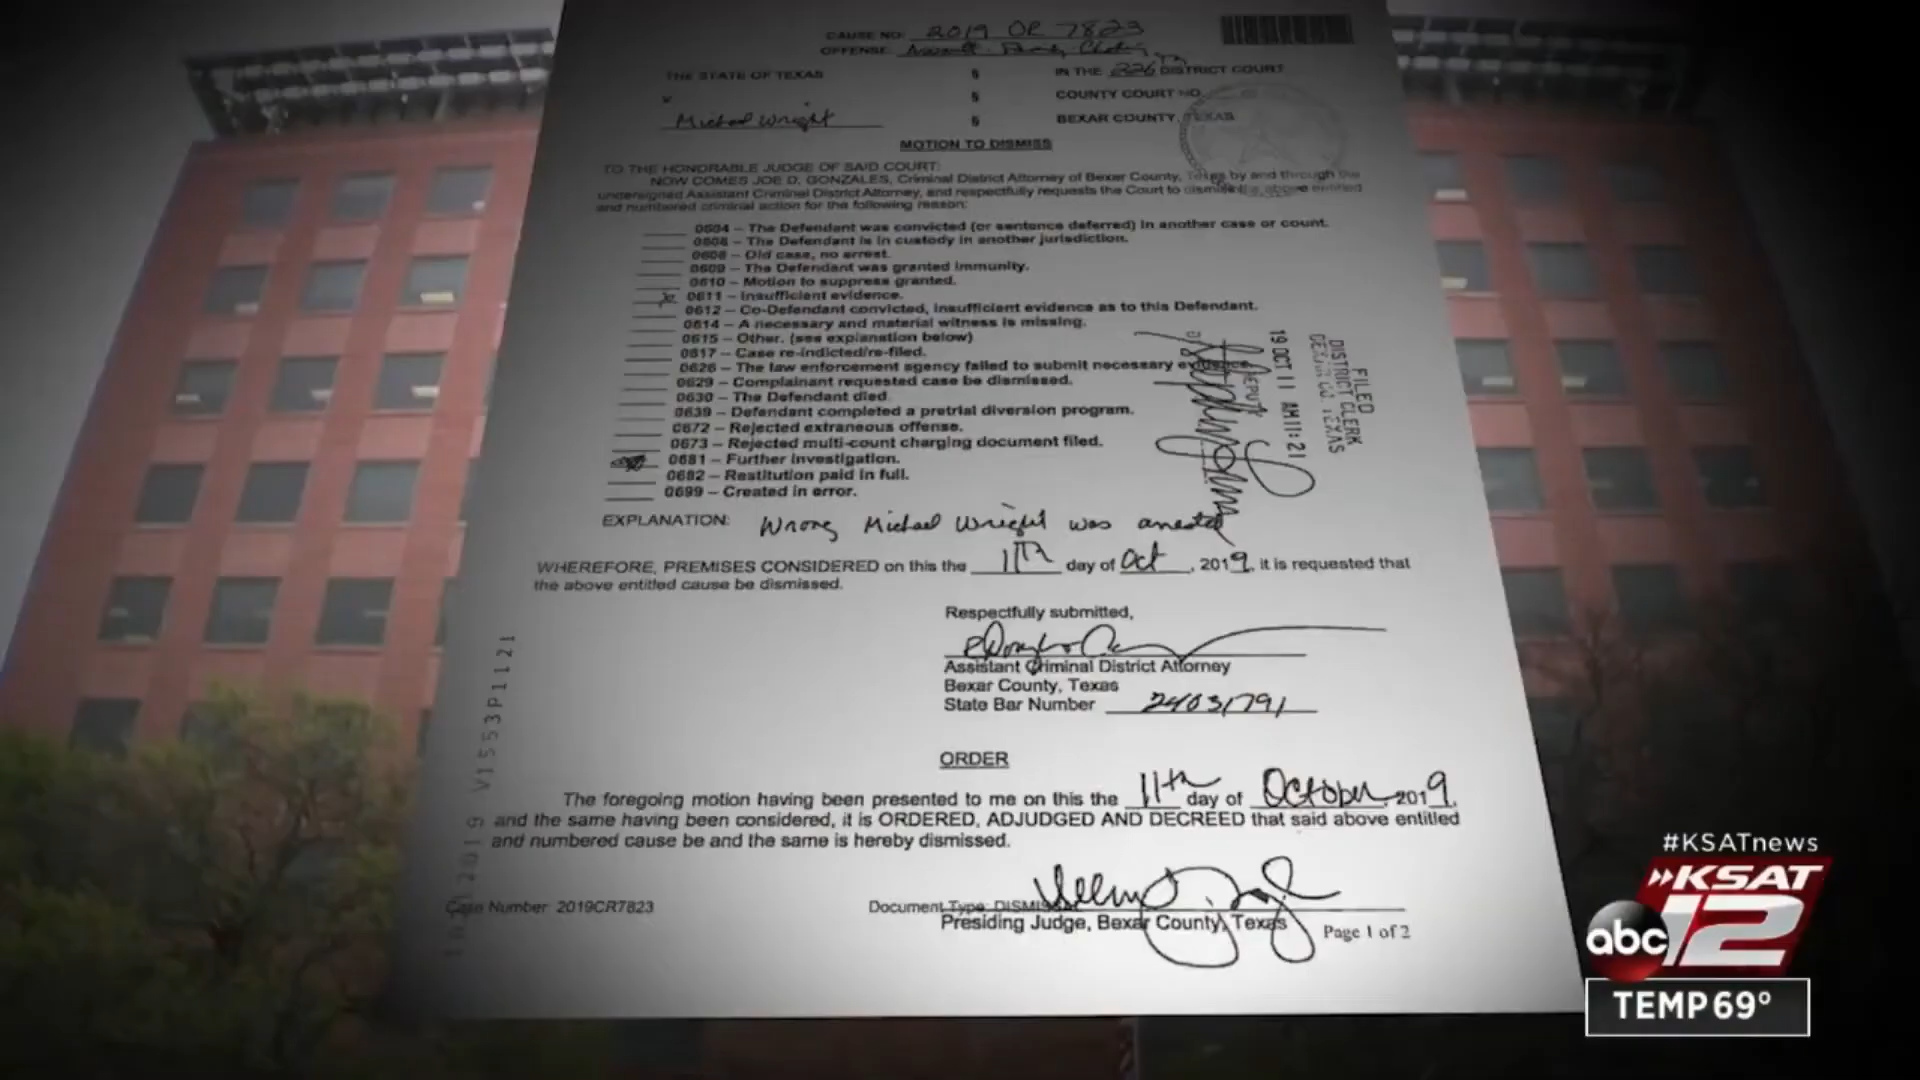 CAUSE NO: 2019 CR 7823
OFFENSE: Assault - Family Choking
THE STATE OF TEXAS § IN THE 226TH DISTRICT COURT
V. § COUNTY COURT NO.
Michael Wright § BEXAR COUNTY, TEXAS
MOTION TO DISMISS
TO THE HONORABLE JUDGE OF SAID COURT:
NOW COMES JOE D. GONZALES, Criminal District Attorney of Bexar County, Texas by and through the
undersigned Assistant Criminal District Attorney, and respectfully requests the Court to dismiss the above entitled
and numbered criminal action for the following reason:
0604 – The Defendant was convicted (or sentence deferred) in another case or count.
0608 – The Defendant is in custody in another jurisdiction.
– Old case, no arrest.
0609 – The Defendant was granted immunity.
0610 – Motion to suppress granted.
x 0611 – Insufficient evidence.
0612 – Co-Defendant convicted, insufficient evidence as to this Defendant.
0614 – A necessary and material witness is missing.
0615 – Other. (see explanation below)
0617 – Case re-indicted/re-filed.
0626 – The law enforcement agency failed to submit necessary evidence.
0629 – Complainant requested case be dismissed.
0630 – The Defendant died.
0639 – Defendant completed a pretrial diversion program.
0672 – Rejected extraneous offense.
0673 – Rejected multi-count charging document filed.
0681 – Further investigation.
0682 – Restitution paid in full.
0699 – Created in error.
FILED
DISTRICT CLERK
BEXAR CO. TEXAS
19 OCT 11 AM 11:21
DEPUTY
EXPLANATION: Wrong Michael Wright was arrested
WHEREFORE, PREMISES CONSIDERED on this the 11th day of Oct, 2019, it is requested that
the above entitled cause be dismissed.
Respectfully submitted,
Assistant Criminal District Attorney
Bexar County, Texas
State Bar Number 24031791
ORDER
The foregoing motion having been presented to me on this the 11th day of October, 2019,
and the same having been considered, it is ORDERED, ADJUDGED AND DECREED that said above entitled
and numbered cause be and the same is hereby dismissed.
V1553P1121
Case Number: 2019CR7823
Document Type: DISMISSAL
Presiding Judge, Bexar County, Texas
Page 1 of 2
#KSATnews
KSAT
abc 12
TEMP 69°